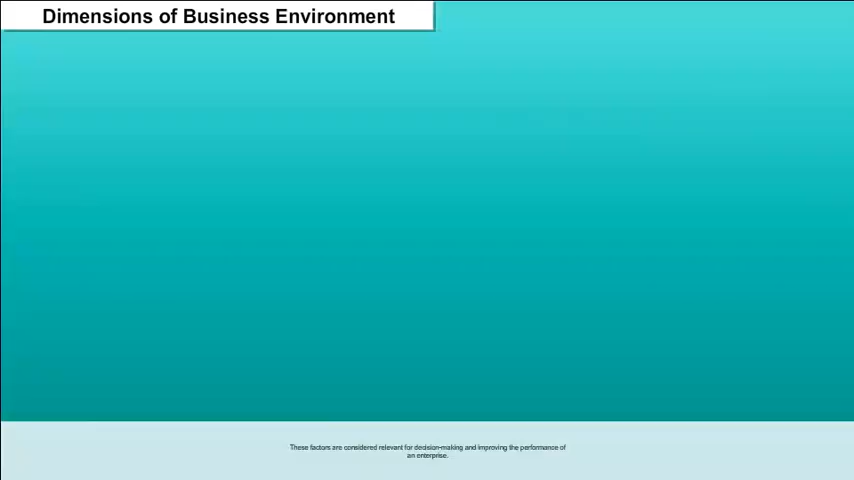 Dimensions of Business Environment
These factors are considered relevant for decision-making and improving the performance of
an enterprise.